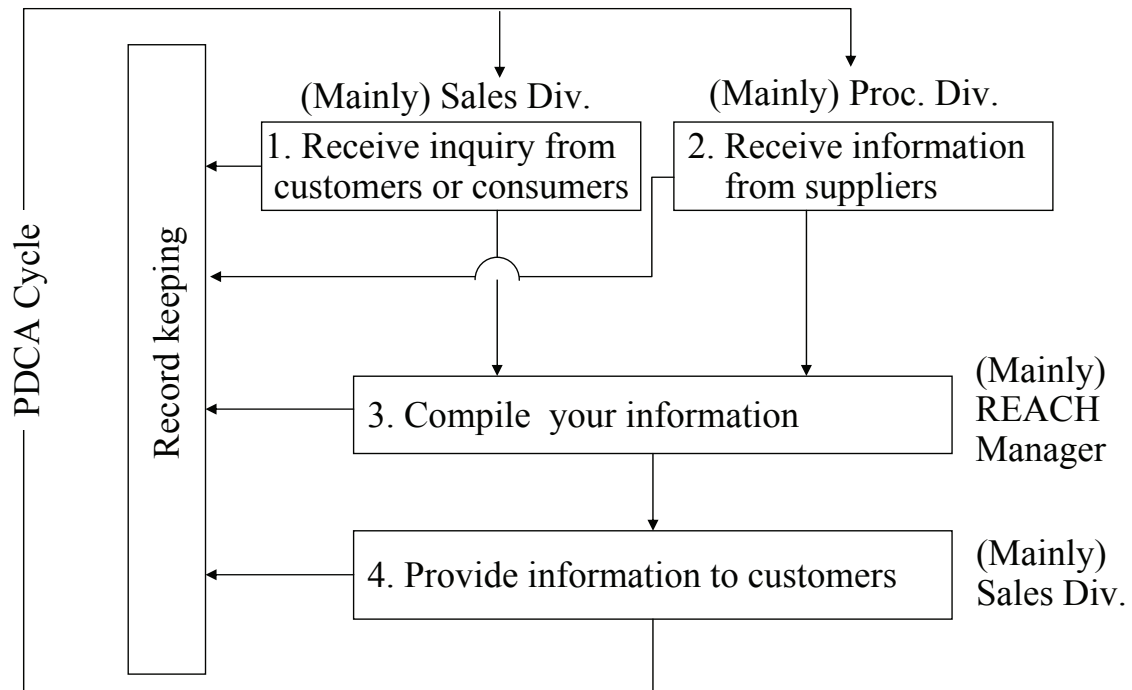 PDCA Cycle
Record keeping
(Mainly) Sales Div.
1. Receive inquiry from
customers or consumers
(Mainly) Proc. Div.
2. Receive information
from suppliers
3. Compile  your information
(Mainly)
REACH
Manager
4. Provide information to customers
(Mainly)
Sales Div.